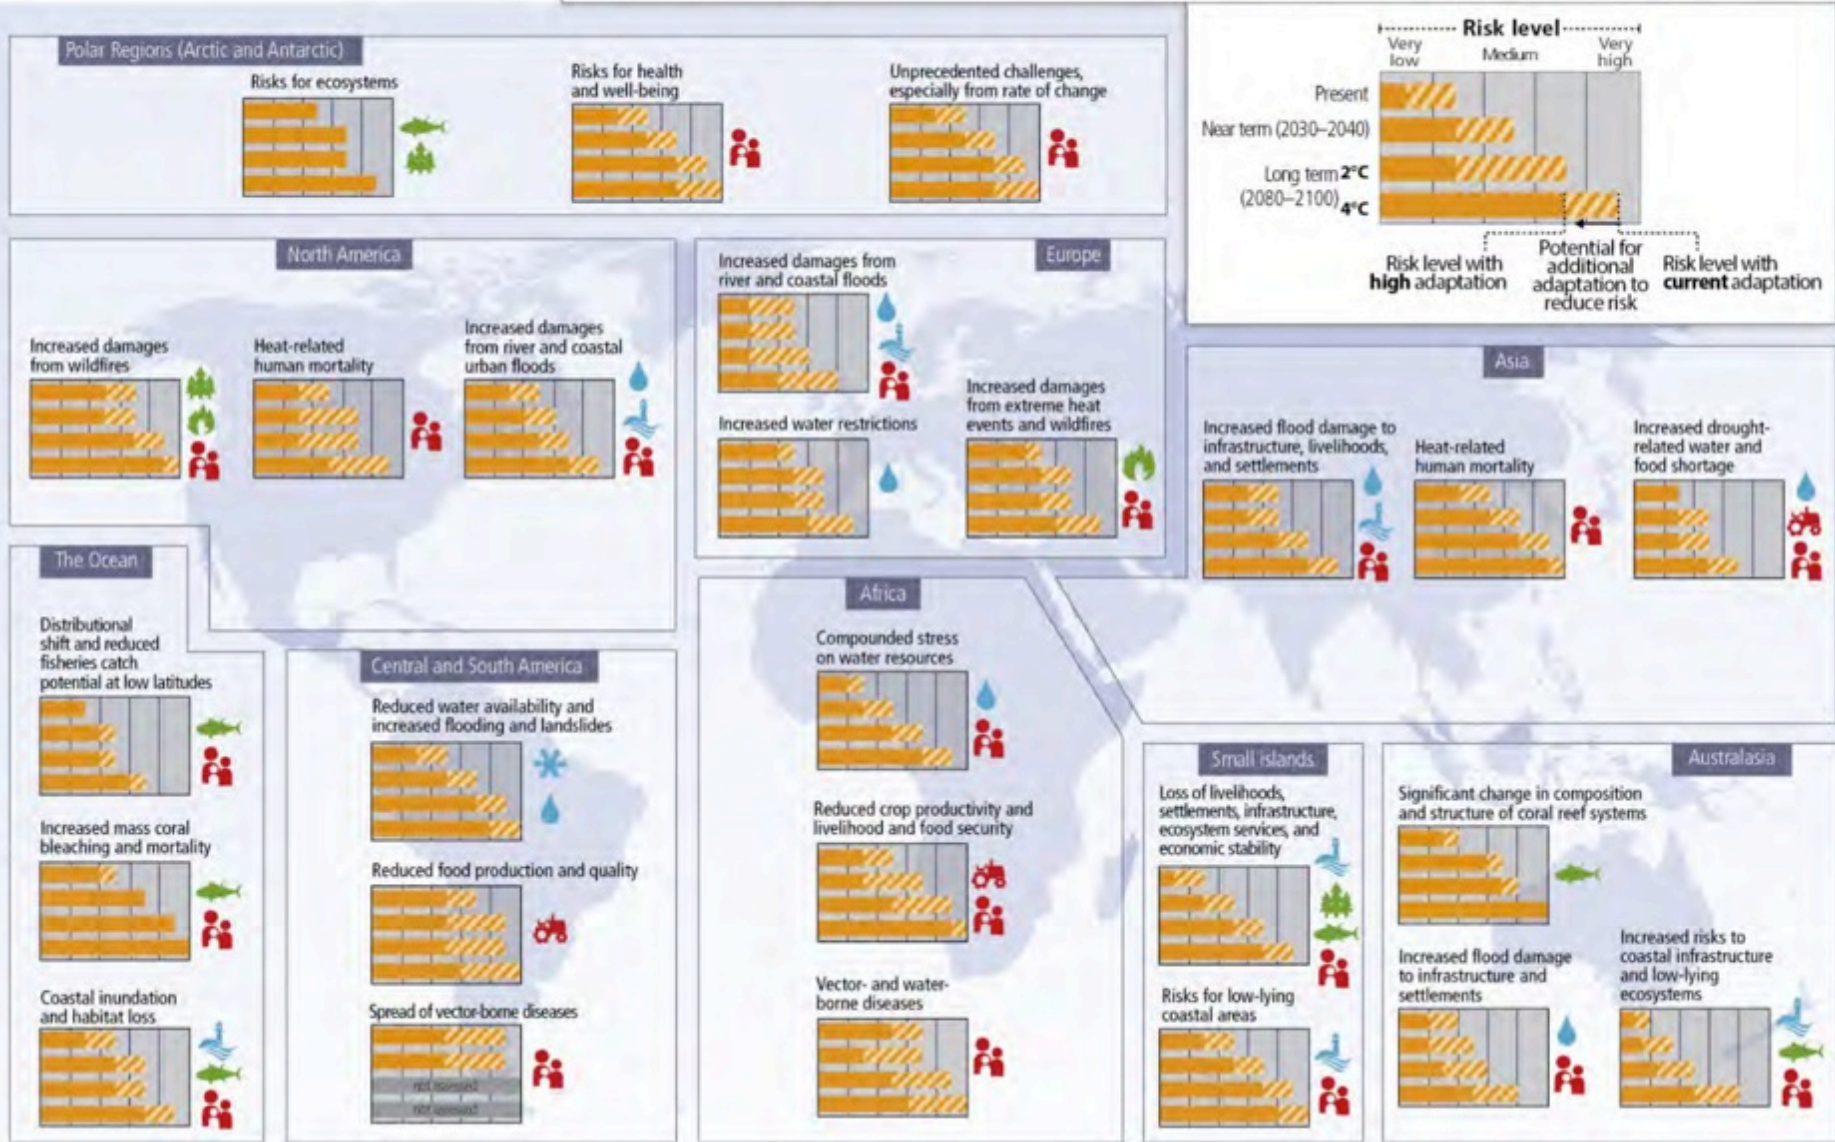 Polar Regions (Arctic and Antarctic)
Risks for ecosystems
Risks for health
and well-being
Unprecedented challenges,
especially from rate of change
Risk level
Very
low
Medium
Very
high
Present
Near term (2030–2040)
Long term 2°C
(2080–2100) 4°C
Risk level with
high adaptation
Potential for
additional
adaptation to
reduce risk
Risk level with
current adaptation
North America
Increased damages
from wildfires
Heat-related
human mortality
Increased damages
from river and coastal
urban floods
Europe
Increased damages from
river and coastal floods
Increased water restrictions
Increased damages
from extreme heat
events and wildfires
Asia
Increased flood damage to
infrastructure, livelihoods,
and settlements
Heat-related
human mortality
Increased drought-
related water and
food shortage
The Ocean
Distributional
shift and reduced
fisheries catch
potential at low latitudes
Increased mass coral
bleaching and mortality
Coastal inundation
and habitat loss
Central and South America
Reduced water availability and
increased flooding and landslides
Reduced food production and quality
Spread of vector-borne diseases
not assessed
not assessed
Africa
Compounded stress
on water resources
Reduced crop productivity and
livelihood and food security
Vector- and water-
borne diseases
Small islands
Loss of livelihoods,
settlements, infrastructure,
ecosystem services, and
economic stability
Risks for low-lying
coastal areas
Australasia
Significant change in composition
and structure of coral reef systems
Increased flood damage
to infrastructure and
settlements
Increased risks to
coastal infrastructure
and low-lying
ecosystems